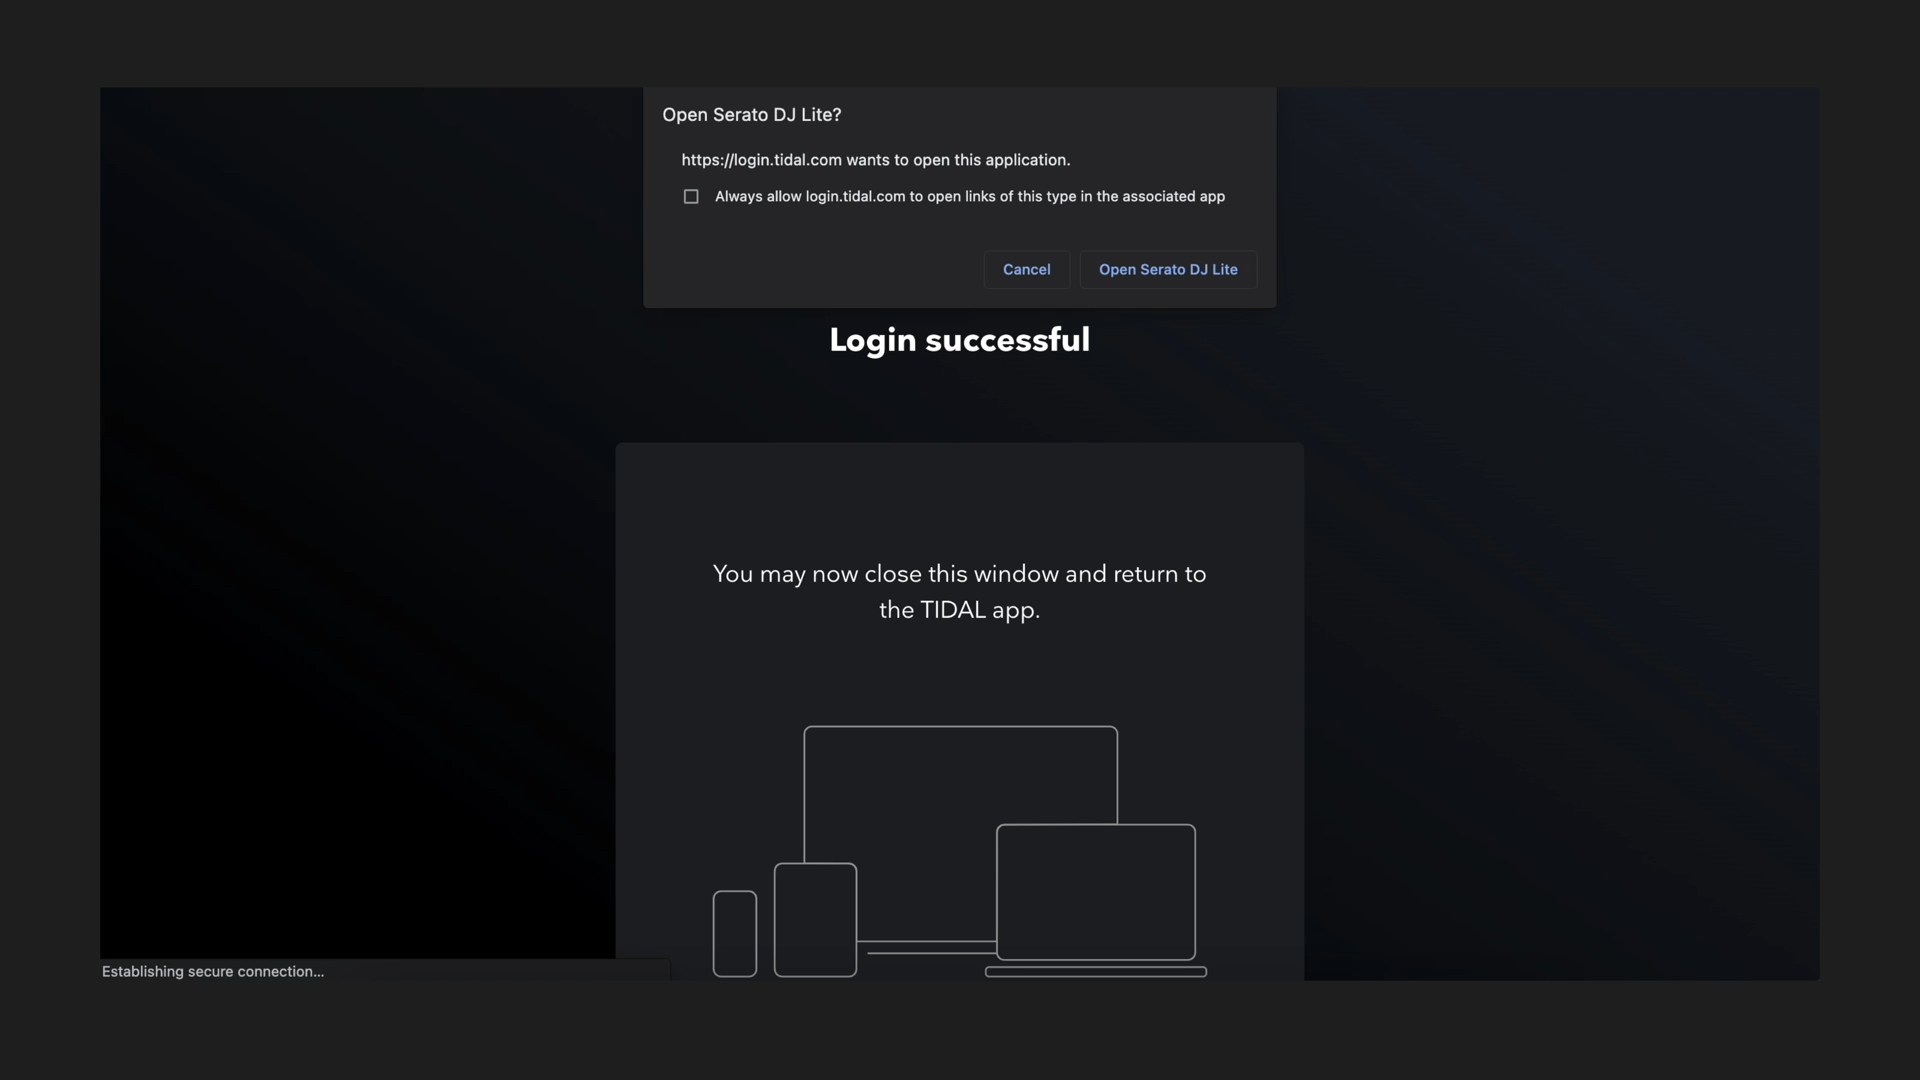 Open Serato DJ Lite?
https://login.tidal.com wants to open this application.
Always allow login.tidal.com to open links of this type in the associated app
Cancel
Open Serato DJ Lite
Login successful
You may now close this window and return to
the TIDAL app.
Establishing secure connection...